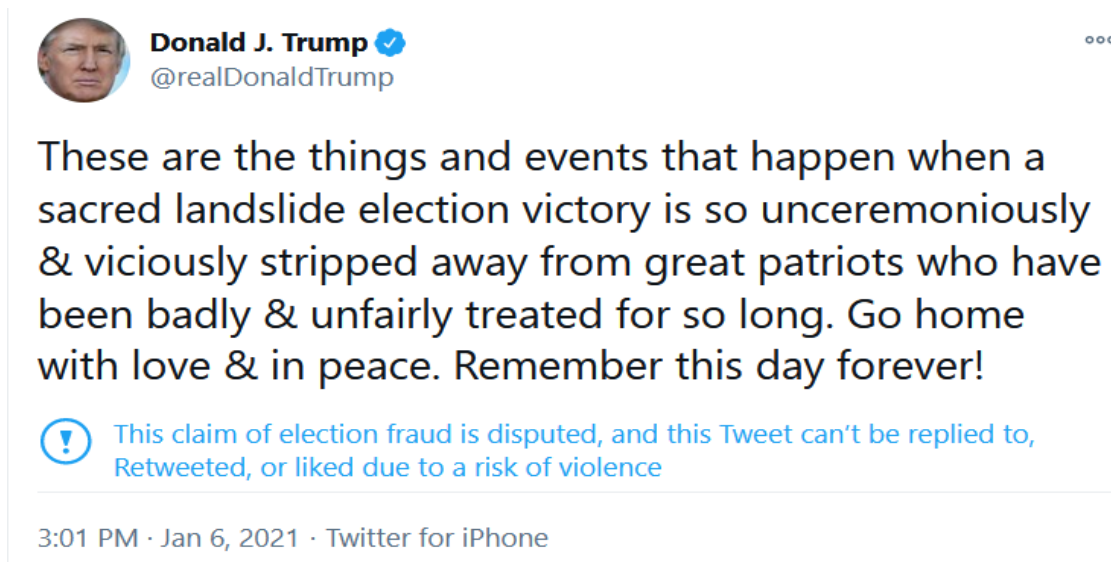 Donald J. Trump
@realDonaldTrump
These are the things and events that happen when a
sacred landslide election victory is so unceremoniously
& viciously stripped away from great patriots who have
been badly & unfairly treated for so long. Go home
with love & in peace. Remember this day forever!
This claim of election fraud is disputed, and this Tweet can’t be replied to,
Retweeted, or liked due to a risk of violence
3:01 PM · Jan 6, 2021 · Twitter for iPhone